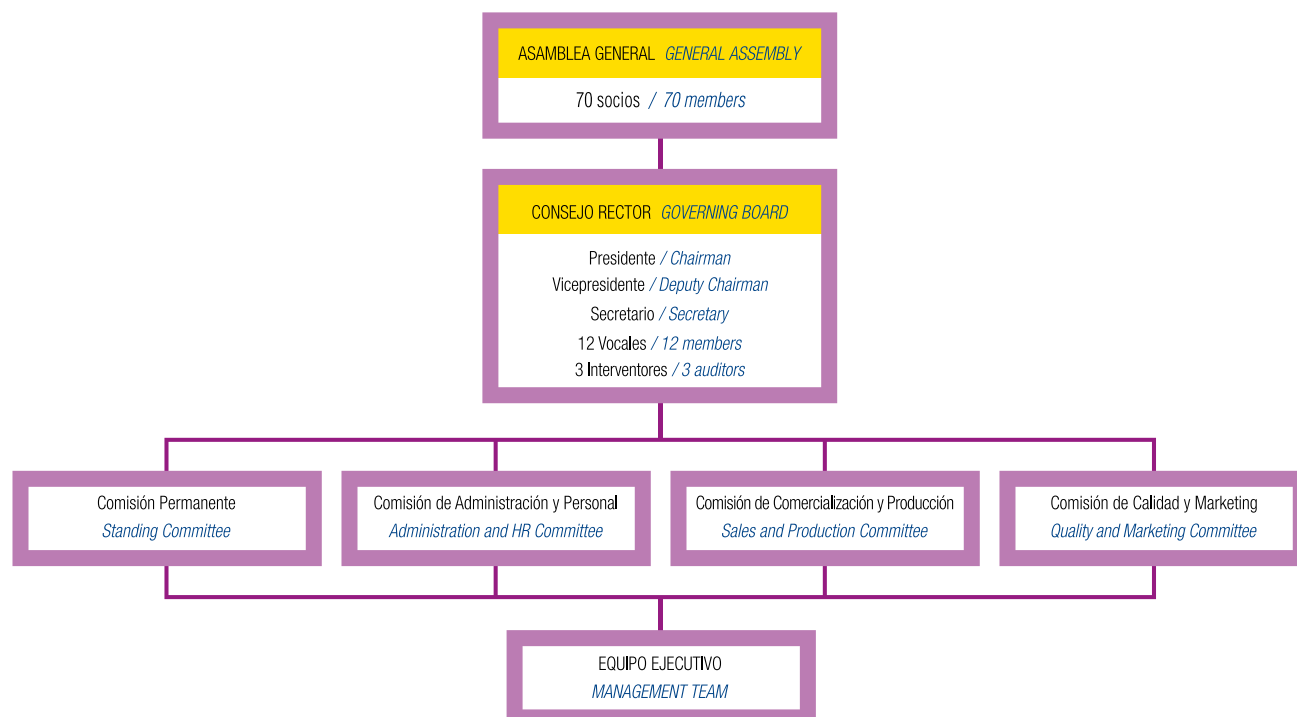 ASAMBLEA GENERAL GENERAL ASSEMBLY
70 socios / 70 members
CONSEJO RECTOR GOVERNING BOARD
Presidente / Chairman
Vicepresidente / Deputy Chairman
Secretario / Secretary
12 Vocales / 12 members
3 Interventores / 3 auditors
Comisión Permanente
Standing Committee
Comisión de Administración y Personal
Administration and HR Committee
Comisión de Comercialización y Producción
Sales and Production Committee
Comisión de Calidad y Marketing
Quality and Marketing Committee
EQUIPO EJECUTIVO
MANAGEMENT TEAM